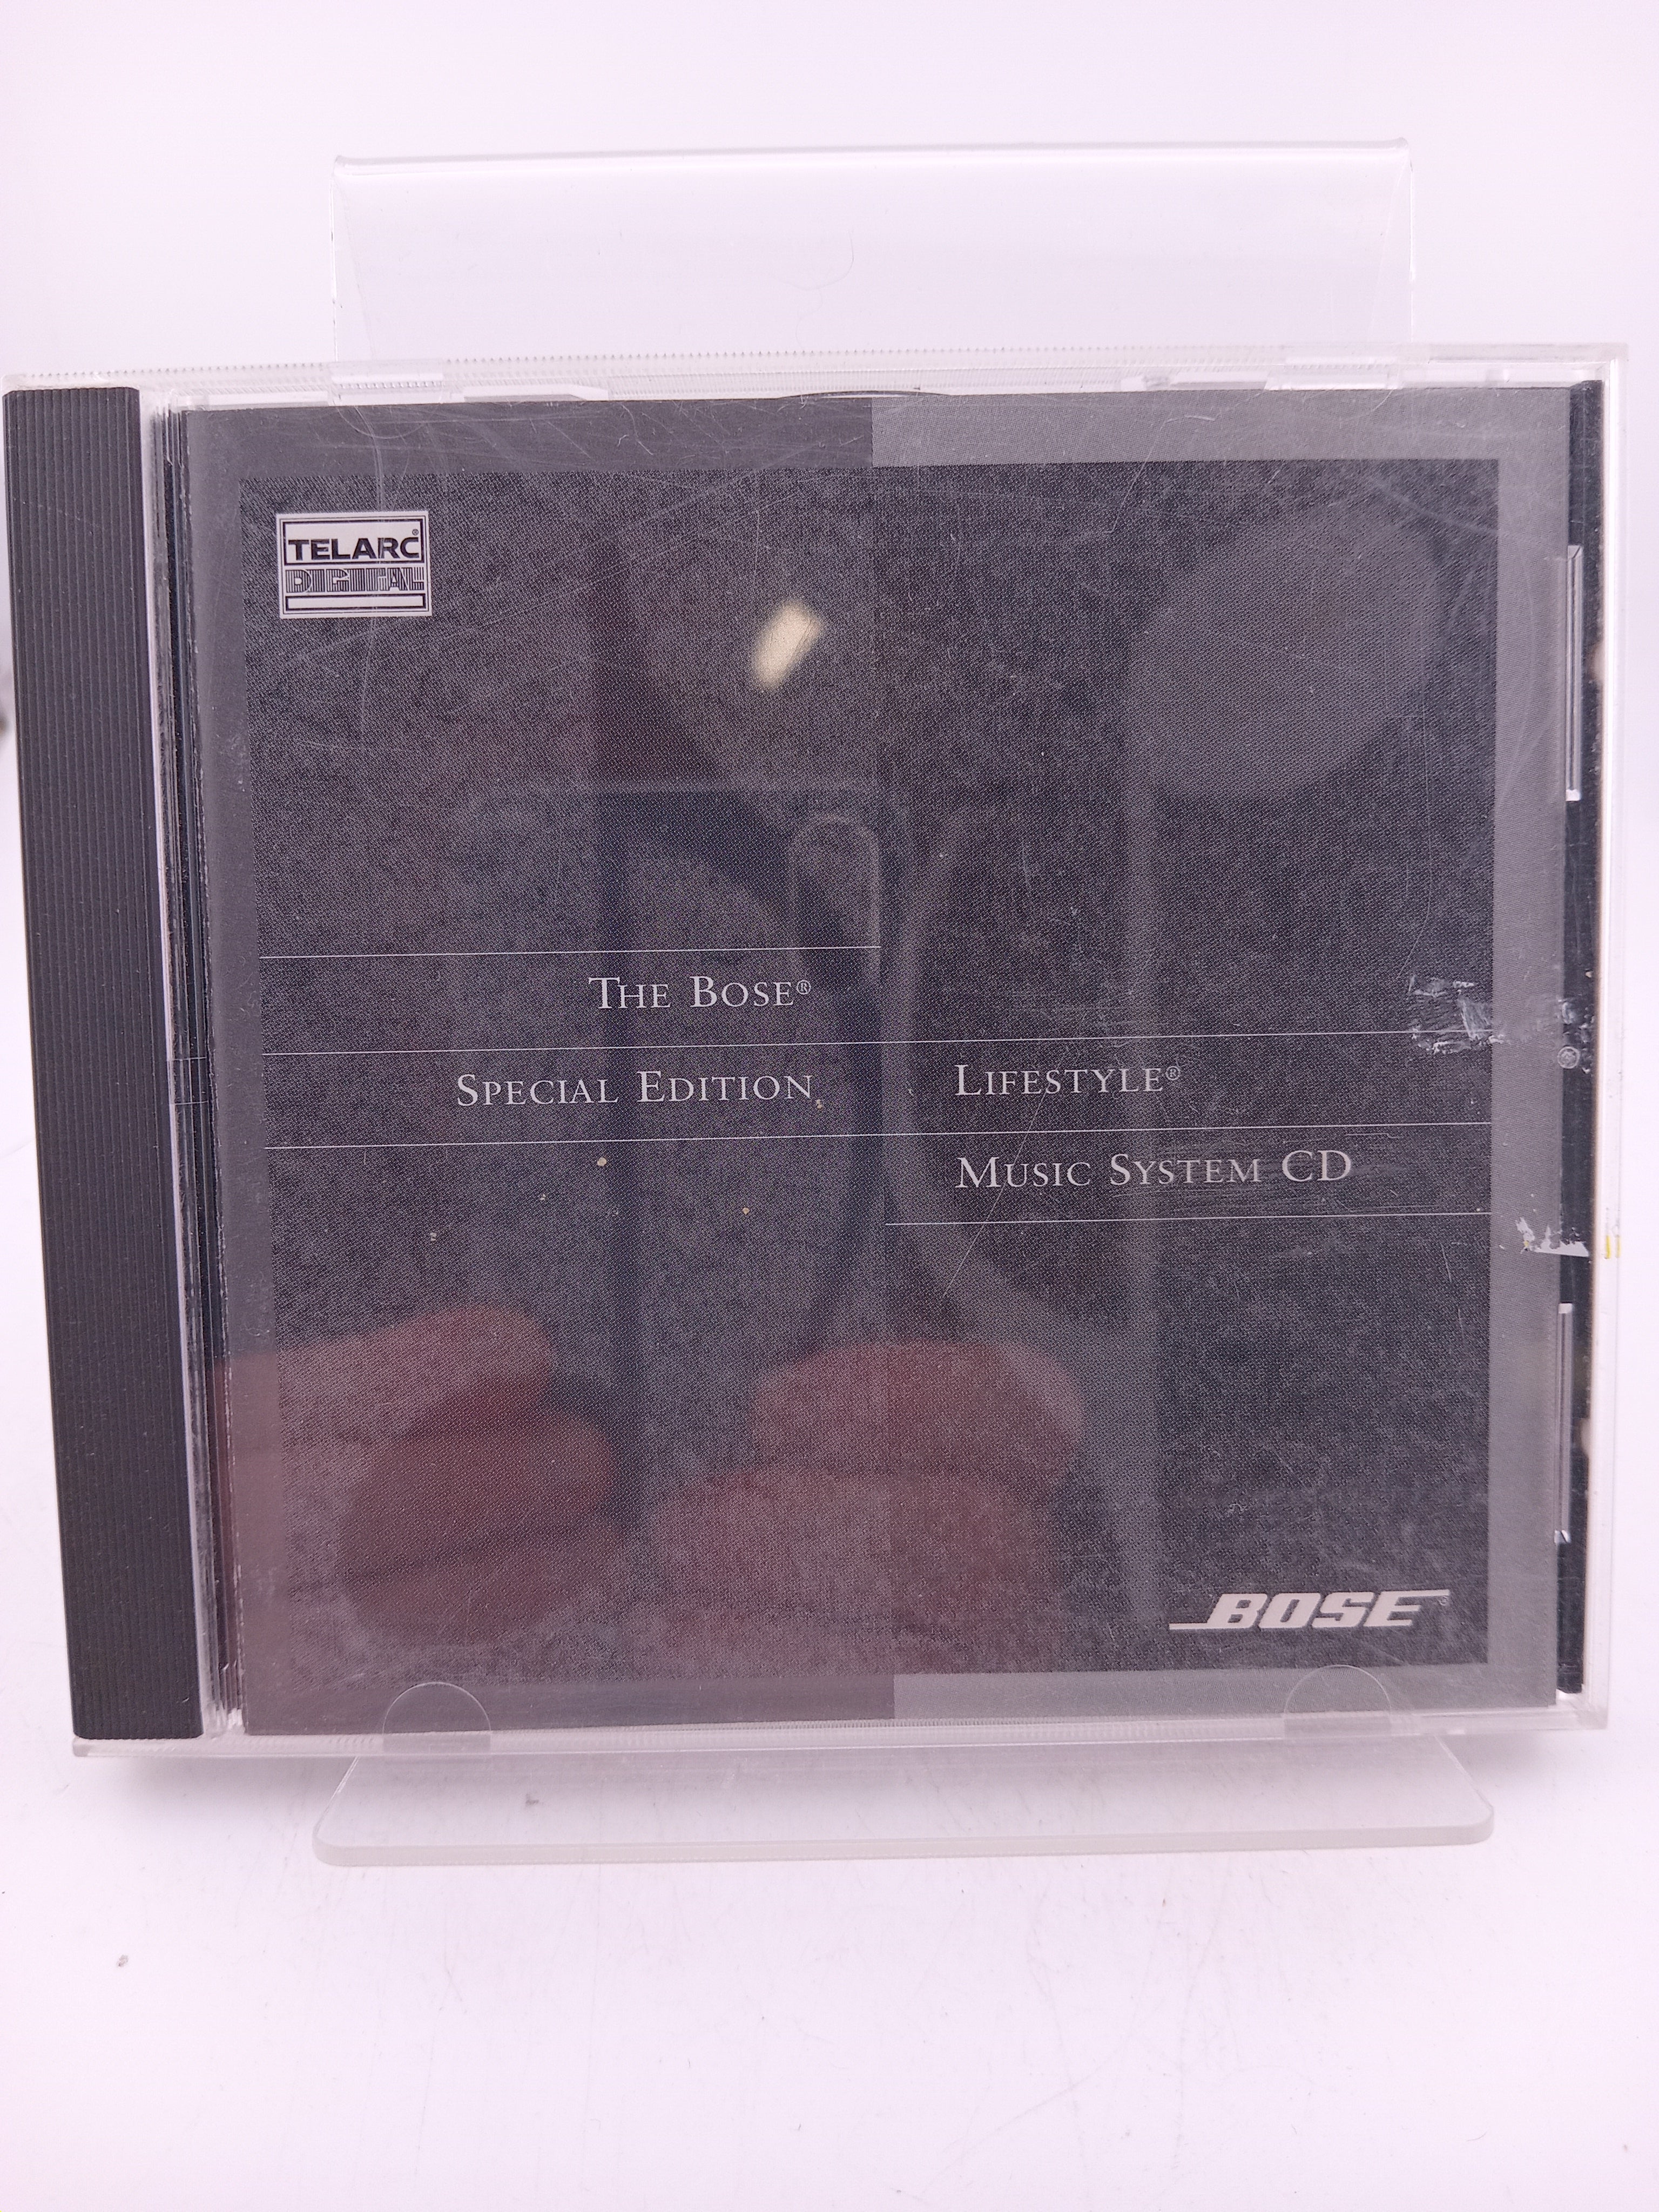 TELARC®
DIGITAL
THE BOSE®
SPECIAL EDITION
LIFESTYLE®
MUSIC SYSTEM CD
BOSE